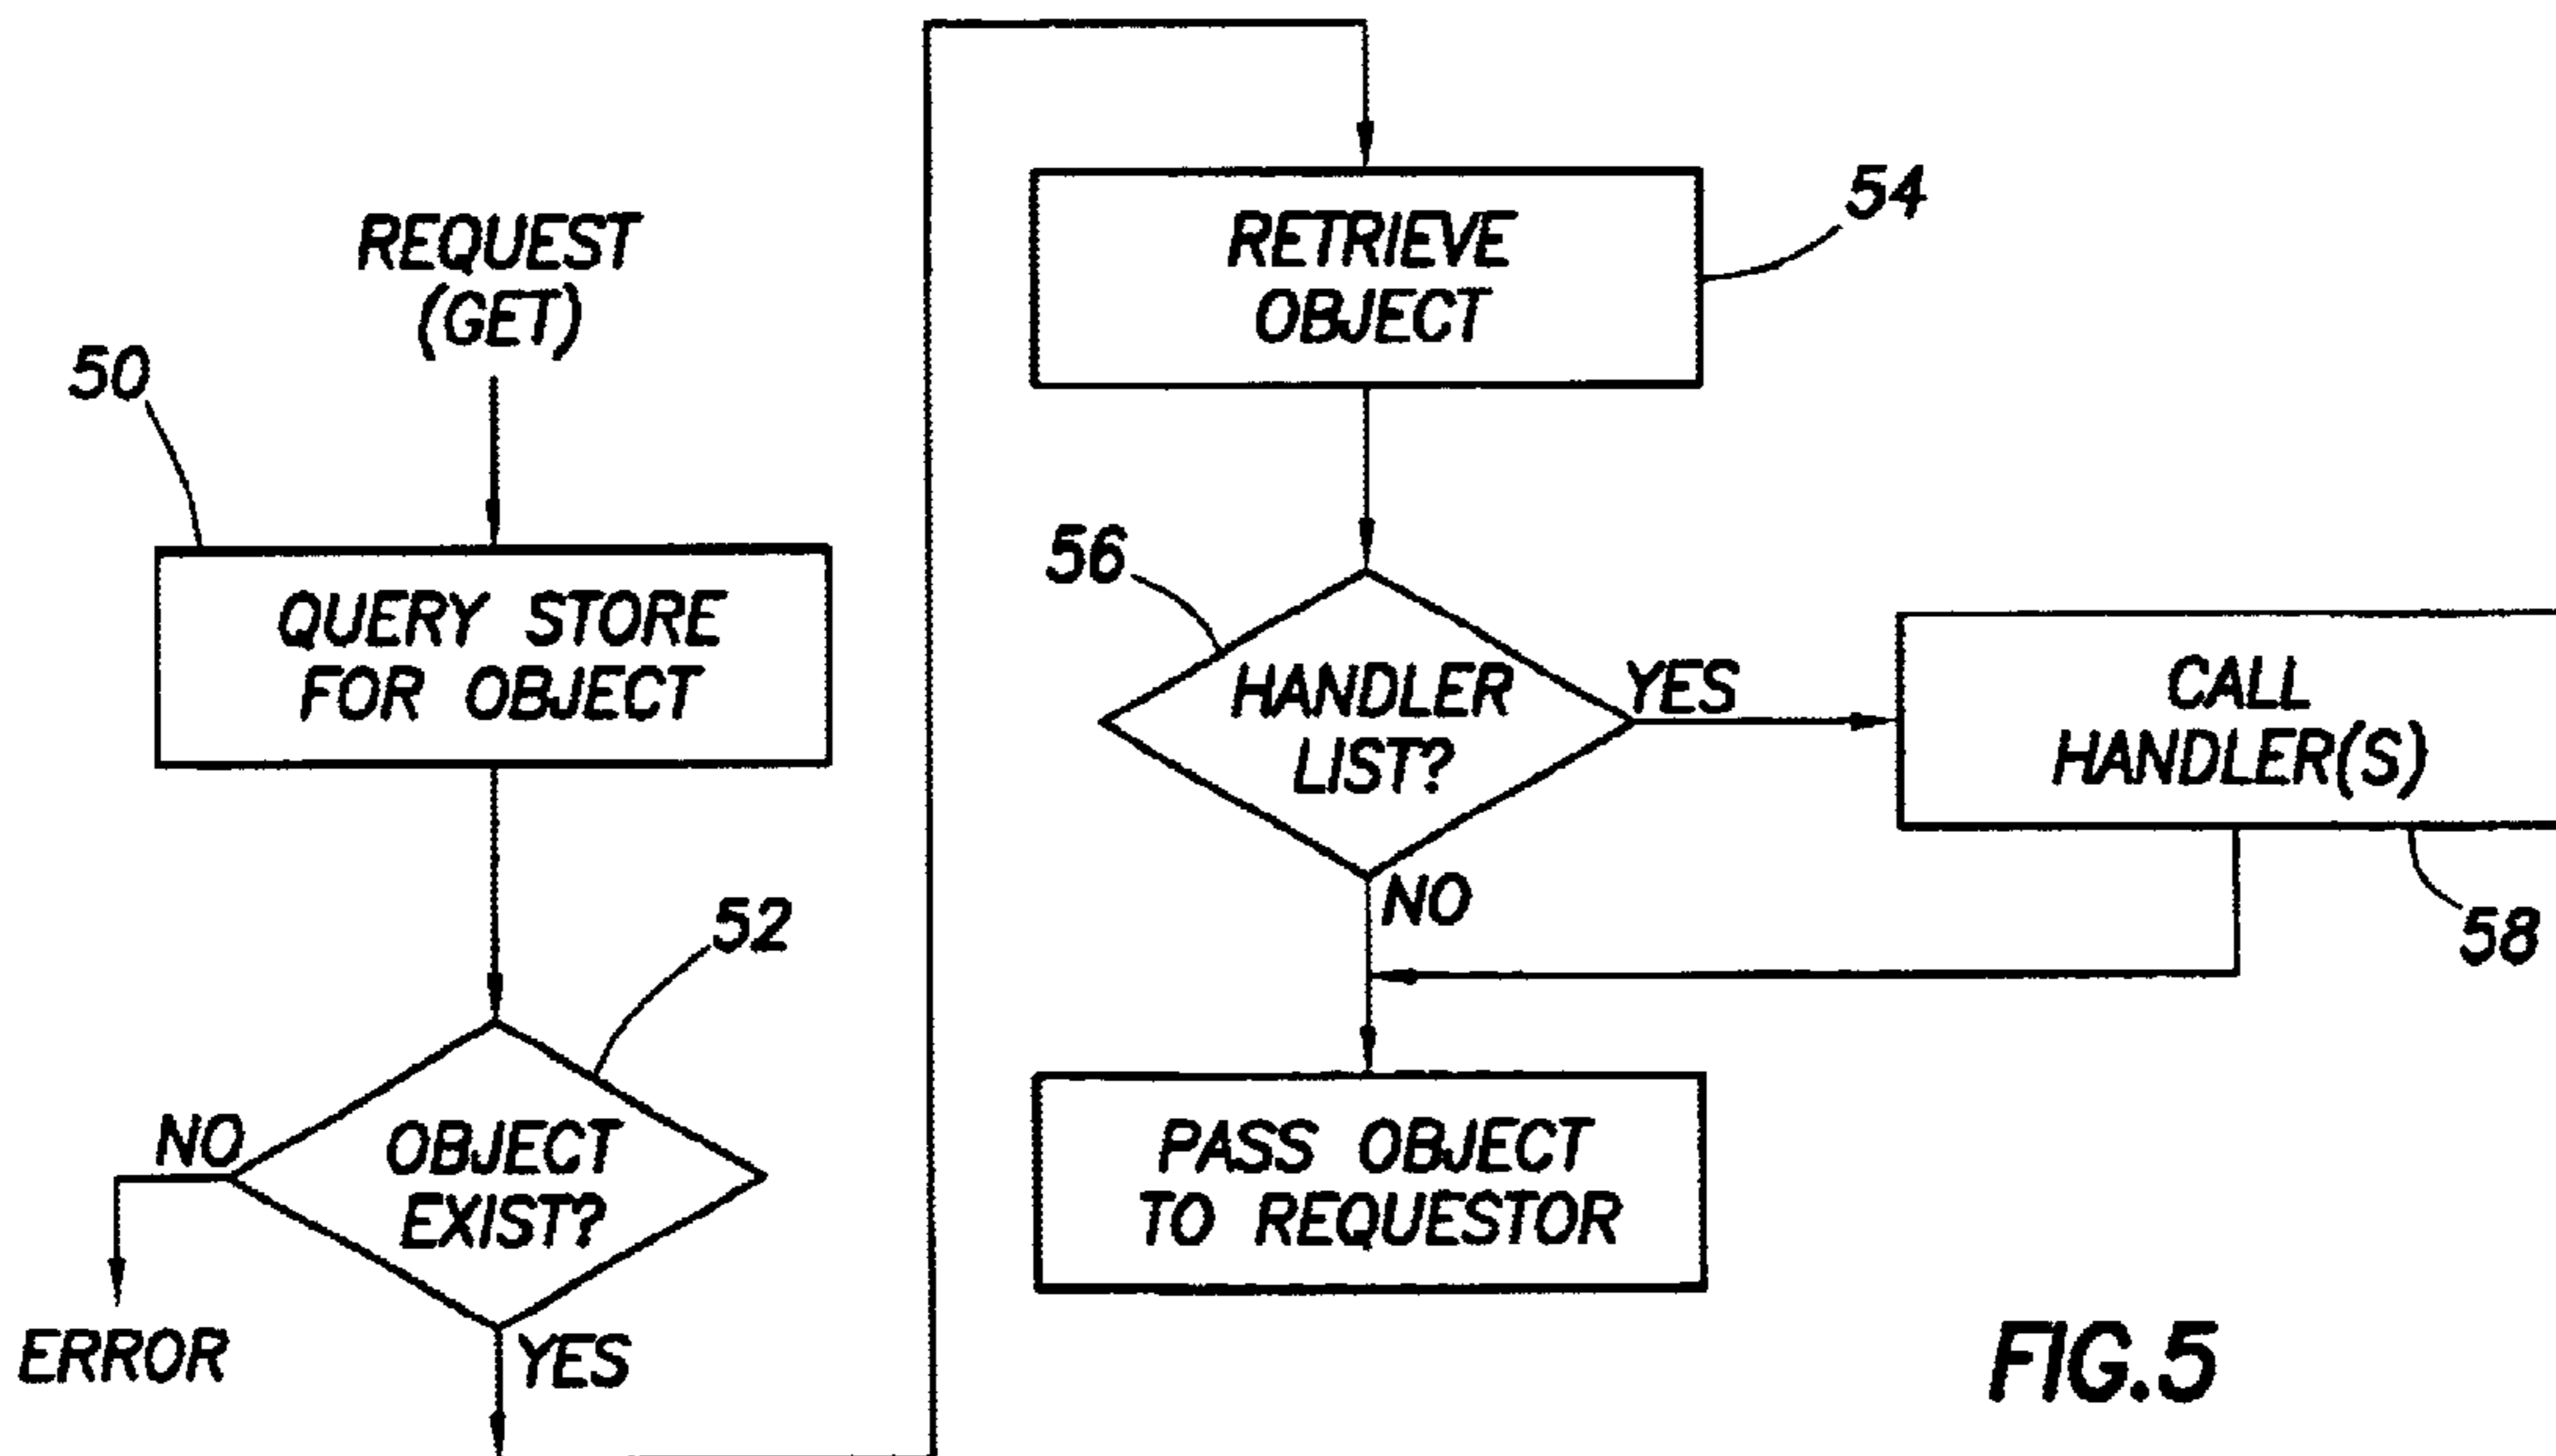 REQUEST
(GET)
50
QUERY STORE
FOR OBJECT
52
OBJECT
EXIST?
NO
ERROR
YES
54
RETRIEVE
OBJECT
56
HANDLER
LIST?
YES
CALL
HANDLER(S)
58
NO
PASS OBJECT
TO REQUESTOR
FIG.5